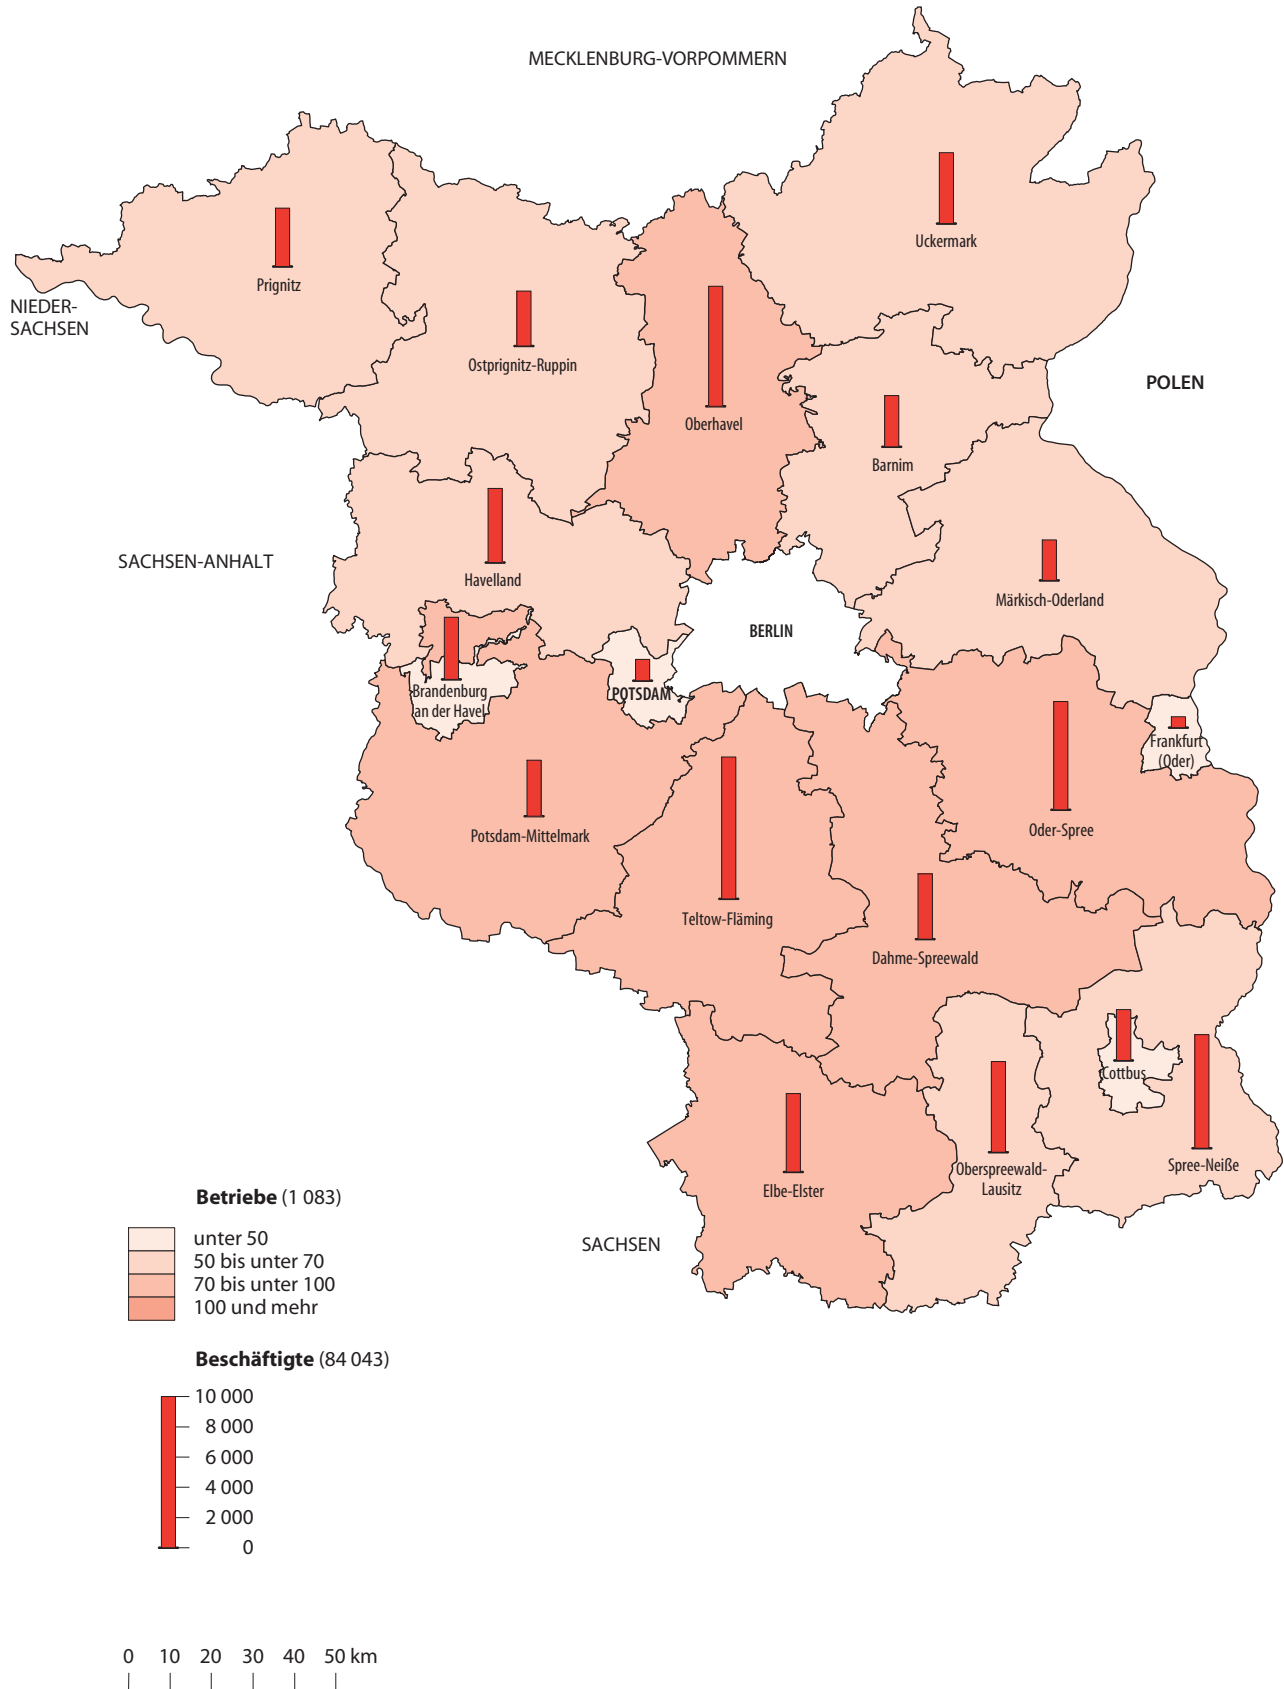 MECKLENBURG-VORPOMMERN
Uckermark
Prignitz
NIEDER-
SACHSEN
Ostprignitz-Ruppin
POLEN
Oberhavel
Barnim
SACHSEN-ANHALT
Havelland
Märkisch-Oderland
BERLIN
Brandenburg
an der Havel
POTSDAM
Frankfurt
(Oder)
Potsdam-Mittelmark
Oder-Spree
Teltow-Fläming
Dahme-Spreewald
Cottbus
Oberspreewald-
Lausitz
Spree-Neiße
Elbe-Elster
SACHSEN
Betriebe (1 083)
unter 50
50 bis unter 70
70 bis unter 100
100 und mehr
Beschäftigte (84 043)
10 000
8 000
6 000
4 000
2 000
0
0 10 20 30 40 50 km